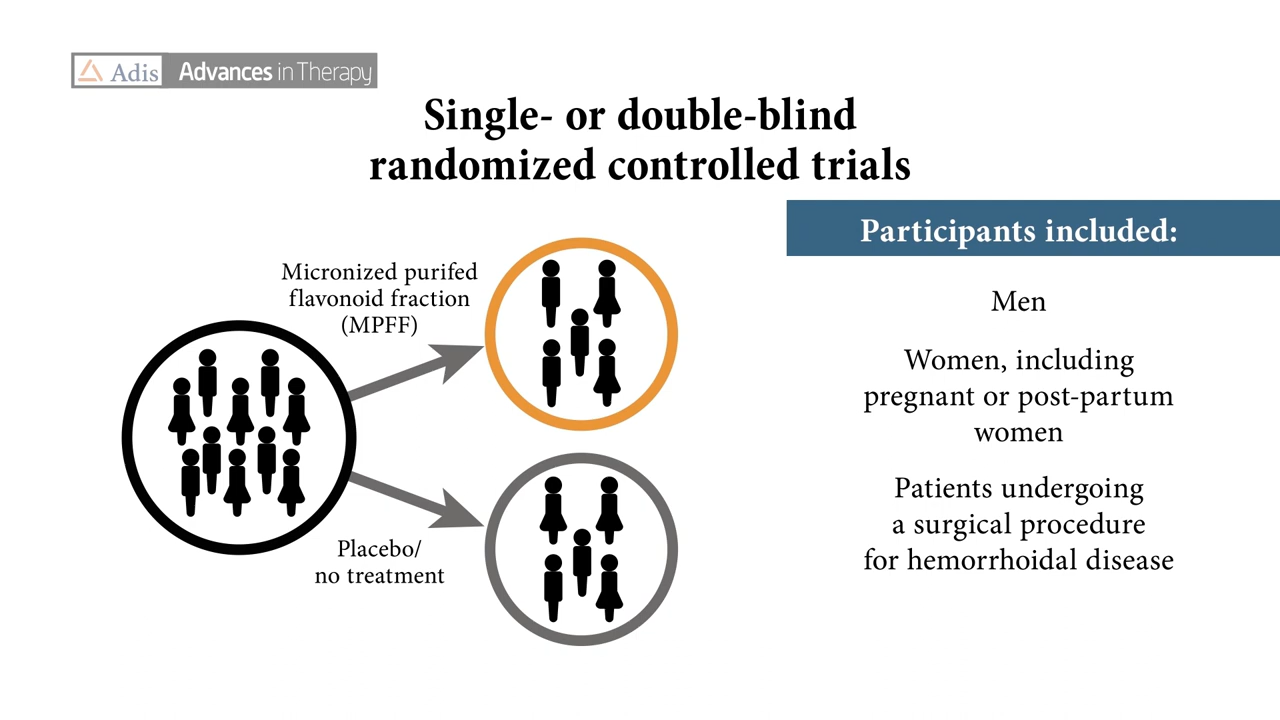 Adis Advances in Therapy
Single- or double-blind
randomized controlled trials
Participants included:
Micronized purifed
flavonoid fraction
(MPFF)
Placebo/
no treatment
Men
Women, including
pregnant or post-partum
women
Patients undergoing
a surgical procedure
for hemorrhoidal disease